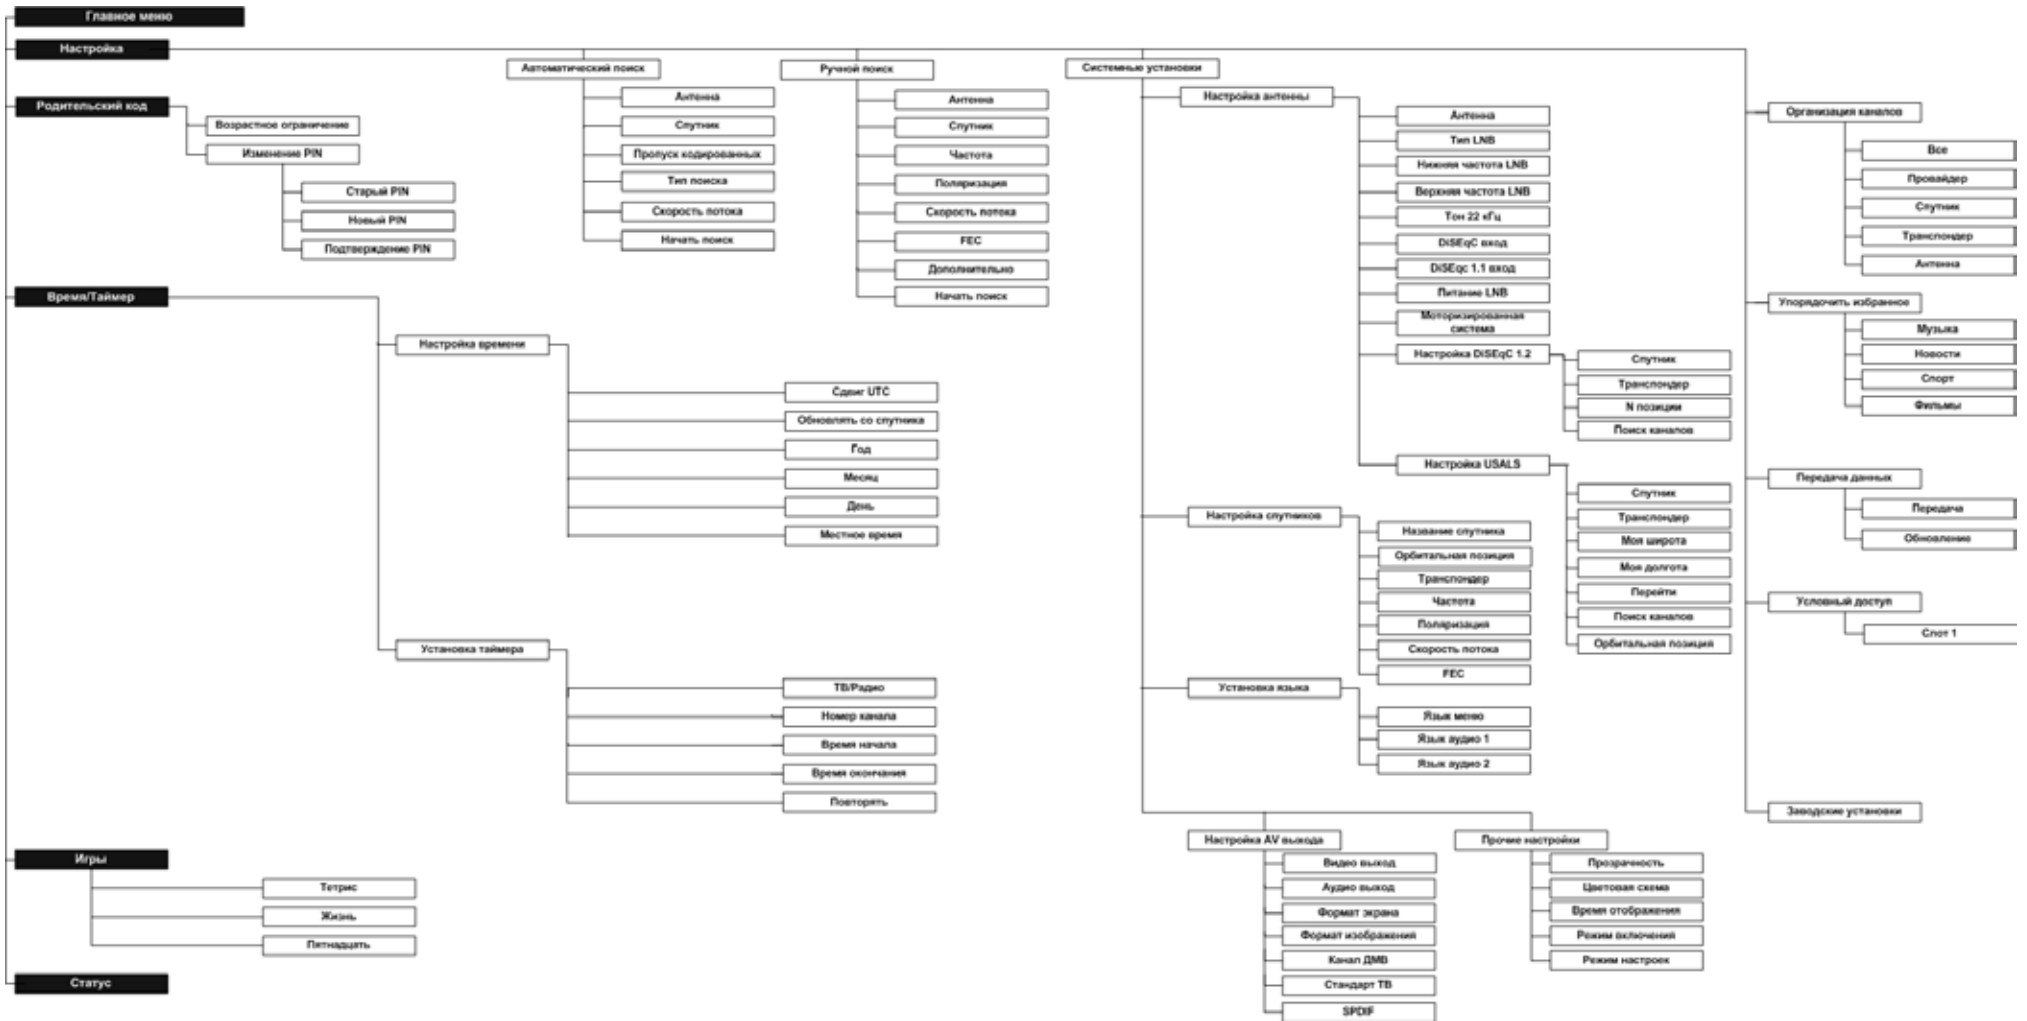 Главное меню
Настройка
Автоматический поиск
Антенна
Спутник
Пропуск кодированных
Тип поиска
Скорость потока
Начать поиск
Ручной поиск
Антенна
Спутник
Частота
Поляризация
Скорость потока
FEC
Дополнительно
Начать поиск
Системные установки
Настройка антенны
Антенна
Тип LNB
Нижняя частота LNB
Верхняя частота LNB
Тон 22 кГц
DiSEqC вход
DiSEqc 1.1 вход
Питание LNB
Моторизированная
система
Настройка DiSEqC 1.2
Спутник
Транспондер
N позиции
Поиск каналов
Настройка USALS
Спутник
Транспондер
Моя широта
Моя долгота
Перейти
Поиск каналов
Орбитальная позиция
Настройка спутников
Название спутника
Орбитальная позиция
Транспондер
Частота
Поляризация
Скорость потока
FEC
Установка языка
Язык меню
Язык аудио 1
Язык аудио 2
Настройка AV выхода
Видео выход
Аудио выход
Формат экрана
Формат изображения
Канал ДМВ
Стандарт ТВ
SPDIF
Прочие настройки
Прозрачность
Цветовая схема
Время отображения
Режим включения
Режим настроек
Организация каналов
Все
Провайдер
Спутник
Транспондер
Антенна
Упорядочить избранное
Музыка
Новости
Спорт
Фильмы
Передача данных
Передача
Обновление
Условный доступ
Слот 1
Заводские установки
Родительский код
Возрастное ограничение
Изменение PIN
Старый PIN
Новый PIN
Подтверждение PIN
Время/Таймер
Настройка времени
Сдвиг UTC
Обновлять со спутника
Год
Месяц
День
Местное время
Установка таймера
ТВ/Радио
Номер канала
Время начала
Время окончания
Повторять
Игры
Тетрис
Жизнь
Пятнадцать
Статус